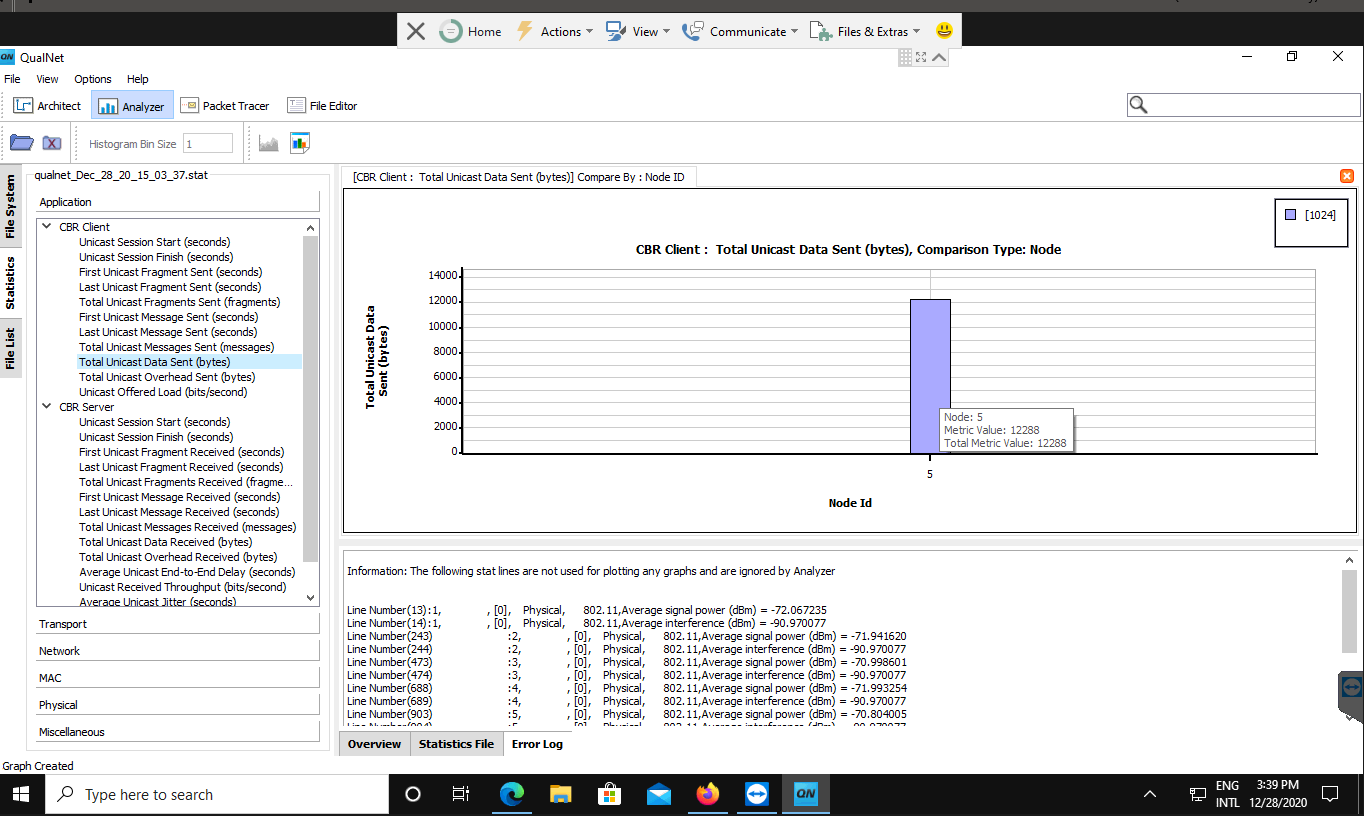 Home Actions View Communicate Files & Extras
QN QualNet
File View Options Help
Architect Analyzer Packet Tracer File Editor
Histogram Bin Size 1
File System
Statistics
File List
qualnet_Dec_28_20_15_03_37.stat
Application
CBR Client
Unicast Session Start (seconds)
Unicast Session Finish (seconds)
First Unicast Fragment Sent (seconds)
Last Unicast Fragment Sent (seconds)
Total Unicast Fragments Sent (fragments)
First Unicast Message Sent (seconds)
Last Unicast Message Sent (seconds)
Total Unicast Messages Sent (messages)
Total Unicast Data Sent (bytes)
Total Unicast Overhead Sent (bytes)
Unicast Offered Load (bits/second)
CBR Server
Unicast Session Start (seconds)
Unicast Session Finish (seconds)
First Unicast Fragment Received (seconds)
Last Unicast Fragment Received (seconds)
Total Unicast Fragments Received (fragme...
First Unicast Message Received (seconds)
Last Unicast Message Received (seconds)
Total Unicast Messages Received (messages)
Total Unicast Data Received (bytes)
Total Unicast Overhead Received (bytes)
Average Unicast End-to-End Delay (seconds)
Unicast Received Throughput (bits/second)
Average Unicast Jitter (seconds)
Transport
Network
MAC
Physical
Miscellaneous
Graph Created
[CBR Client : Total Unicast Data Sent (bytes)] Compare By : Node ID
[1024]
CBR Client : Total Unicast Data Sent (bytes), Comparison Type: Node
Total Unicast Data
Sent (bytes)
14000
12000
10000
8000
6000
4000
2000
0
Node: 5
Metric Value: 12288
Total Metric Value: 12288
5
Node Id
Information: The following stat lines are not used for plotting any graphs and are ignored by Analyzer
Line Number(13):1, , [0], Physical, 802.11,Average signal power (dBm) = -72.067235
Line Number(14):1, , [0], Physical, 802.11,Average interference (dBm) = -90.970077
Line Number(243) :2, , [0], Physical, 802.11,Average signal power (dBm) = -71.941620
Line Number(244) :2, , [0], Physical, 802.11,Average interference (dBm) = -90.970077
Line Number(473) :3, , [0], Physical, 802.11,Average signal power (dBm) = -70.998601
Line Number(474) :3, , [0], Physical, 802.11,Average interference (dBm) = -90.970077
Line Number(688) :4, , [0], Physical, 802.11,Average signal power (dBm) = -71.993254
Line Number(689) :4, , [0], Physical, 802.11,Average interference (dBm) = -90.970077
Line Number(903) :5, , [0], Physical, 802.11,Average signal power (dBm) = -70.804005
Overview Statistics File Error Log
Type here to search
QN
ENG
INTL
3:39 PM
12/28/2020